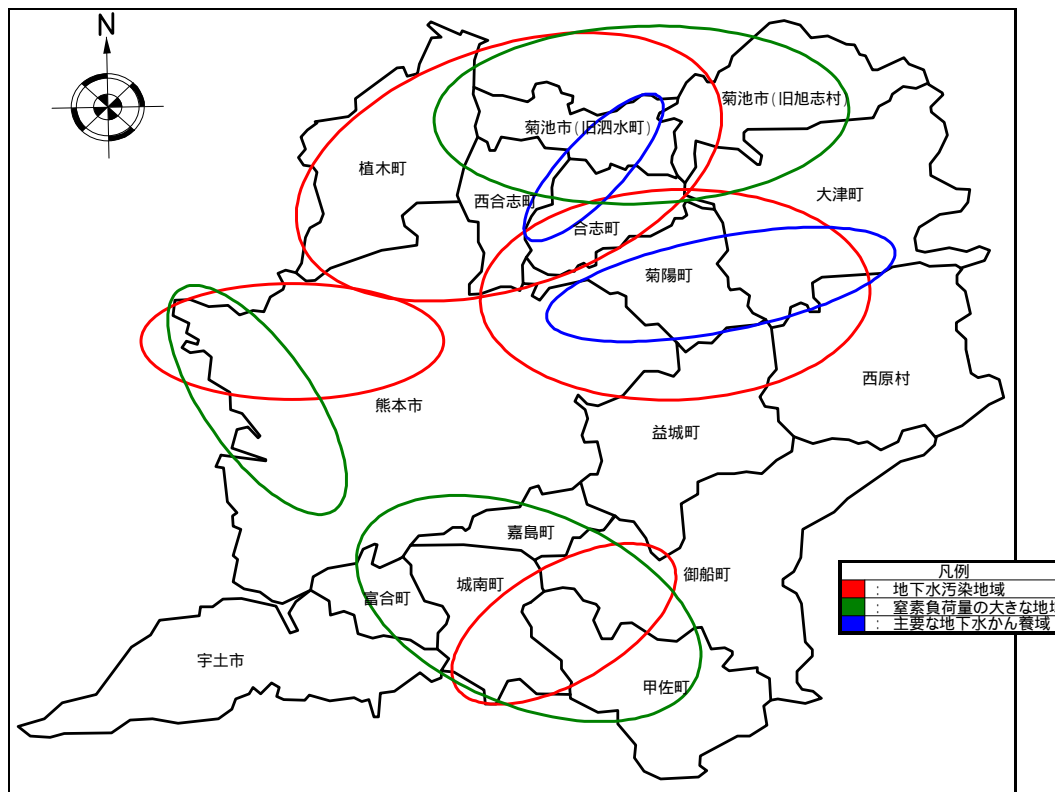 N
菊池市(旧旭志村)
菊池市(旧泗水町)
植木町
西合志町
大津町
合志町
菊陽町
西原村
熊本市
益城町
嘉島町
御船町
城南町
富合町
宇土市
甲佐町
凡例
： 地下水汚染地域
： 窒素負荷量の大きな地域
： 主要な地下水かん養域